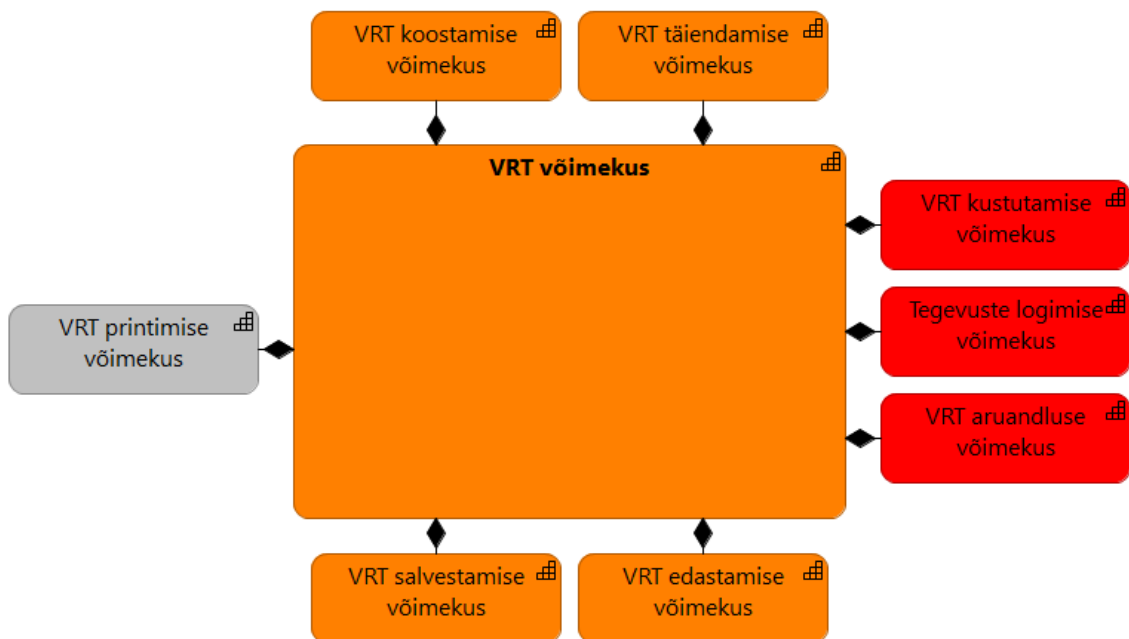 VRT koostamise
võimekus
VRT täiendamise
võimekus
VRT võimekus
VRT kustutamise
võimekus
Tegevuste logimise
võimekus
VRT printimise
võimekus
VRT aruandluse
võimekus
VRT salvestamise
võimekus
VRT edastamise
võimekus